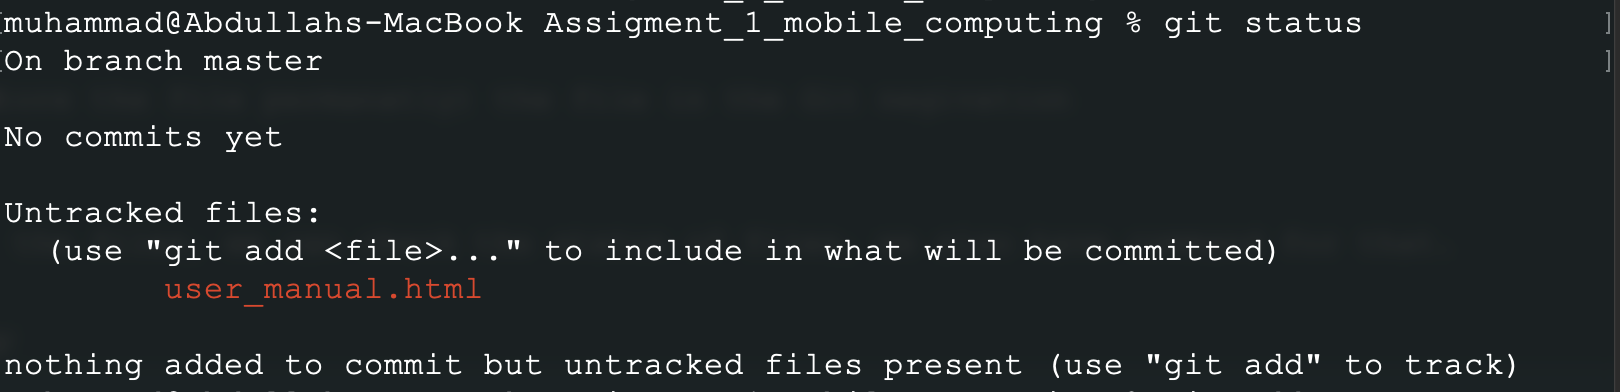 muhammad@Abdullahs-MacBook Assigment_1_mobile_computing % git status
On branch master
No commits yet
Untracked files:
(use "git add <file>..." to include in what will be committed)
user_manual.html
nothing added to commit but untracked files present (use "git add" to track)